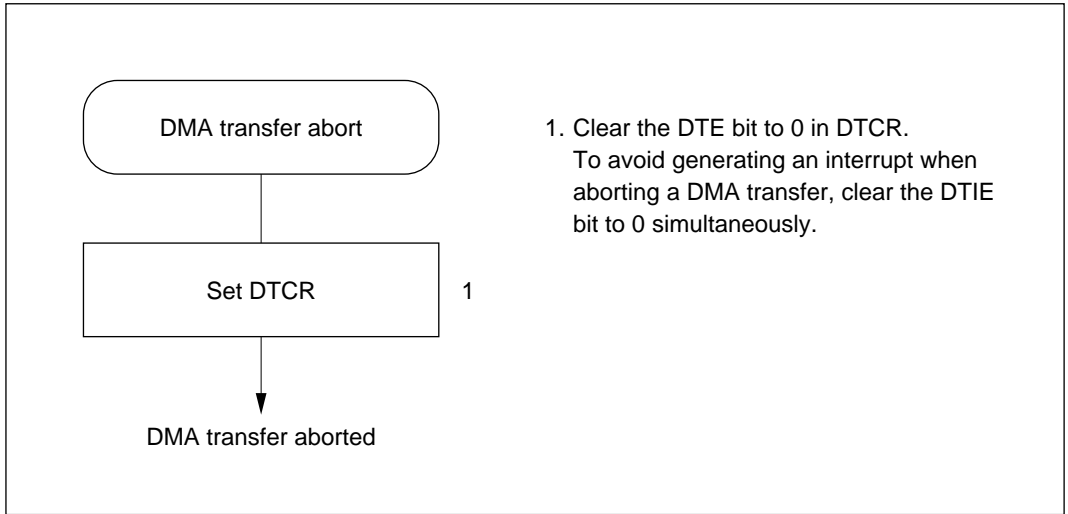 DMA transfer abort
Set DTCR
1
DMA transfer aborted
1. Clear the DTE bit to 0 in DTCR.
To avoid generating an interrupt when
aborting a DMA transfer, clear the DTIE
bit to 0 simultaneously.